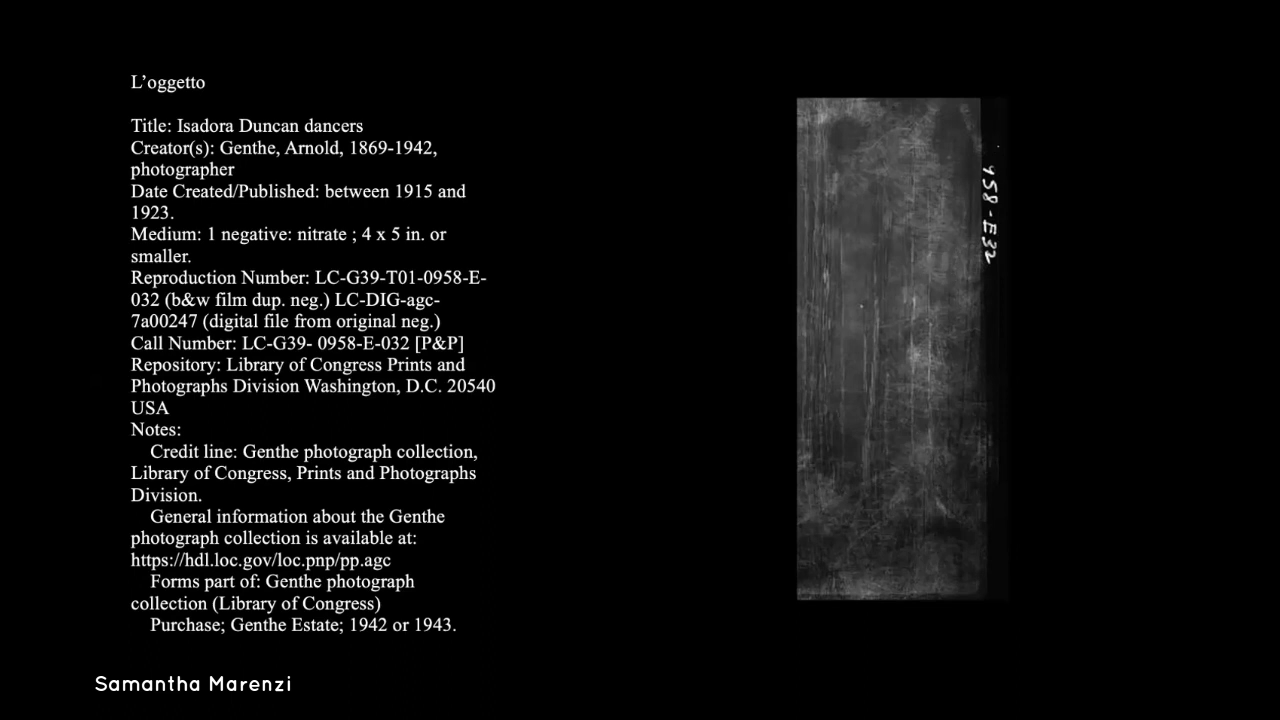 L’oggetto
Title: Isadora Duncan dancers
Creator(s): Genthe, Arnold, 1869-1942,
photographer
Date Created/Published: between 1915 and
1923.
Medium: 1 negative: nitrate ; 4 x 5 in. or
smaller.
Reproduction Number: LC-G39-T01-0958-E-
032 (b&w film dup. neg.) LC-DIG-agc-
7a00247 (digital file from original neg.)
Call Number: LC-G39- 0958-E-032 [P&P]
Repository: Library of Congress Prints and
Photographs Division Washington, D.C. 20540
USA
Notes:
Credit line: Genthe photograph collection,
Library of Congress, Prints and Photographs
Division.
General information about the Genthe
photograph collection is available at:
https://hdl.loc.gov/loc.pnp/pp.agc
Forms part of: Genthe photograph
collection (Library of Congress)
Purchase; Genthe Estate; 1942 or 1943.
958-E32
Samantha Marenzi